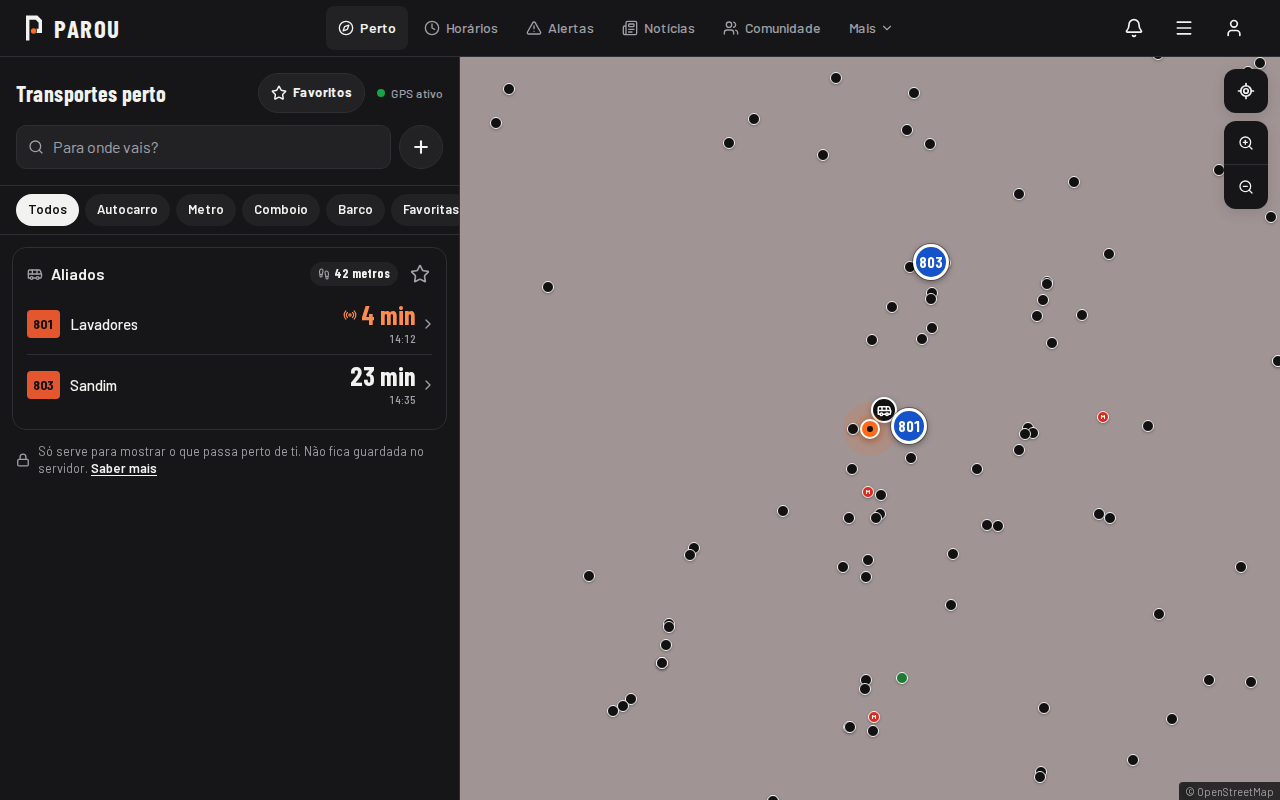 PAROU
Perto
Horários
Alertas
Notícias
Comunidade
Mais
Transportes perto
Favoritos
GPS ativo
Para onde vais?
Todos
Autocarro
Metro
Comboio
Barco
Favoritas
Aliados
42 metros
801
Lavadores
4 min
14:12
803
Sandim
23 min
14:35
Só serve para mostrar o que passa perto de ti. Não fica guardada no
servidor. Saber mais
803
801
M
M
M
© OpenStreetMap